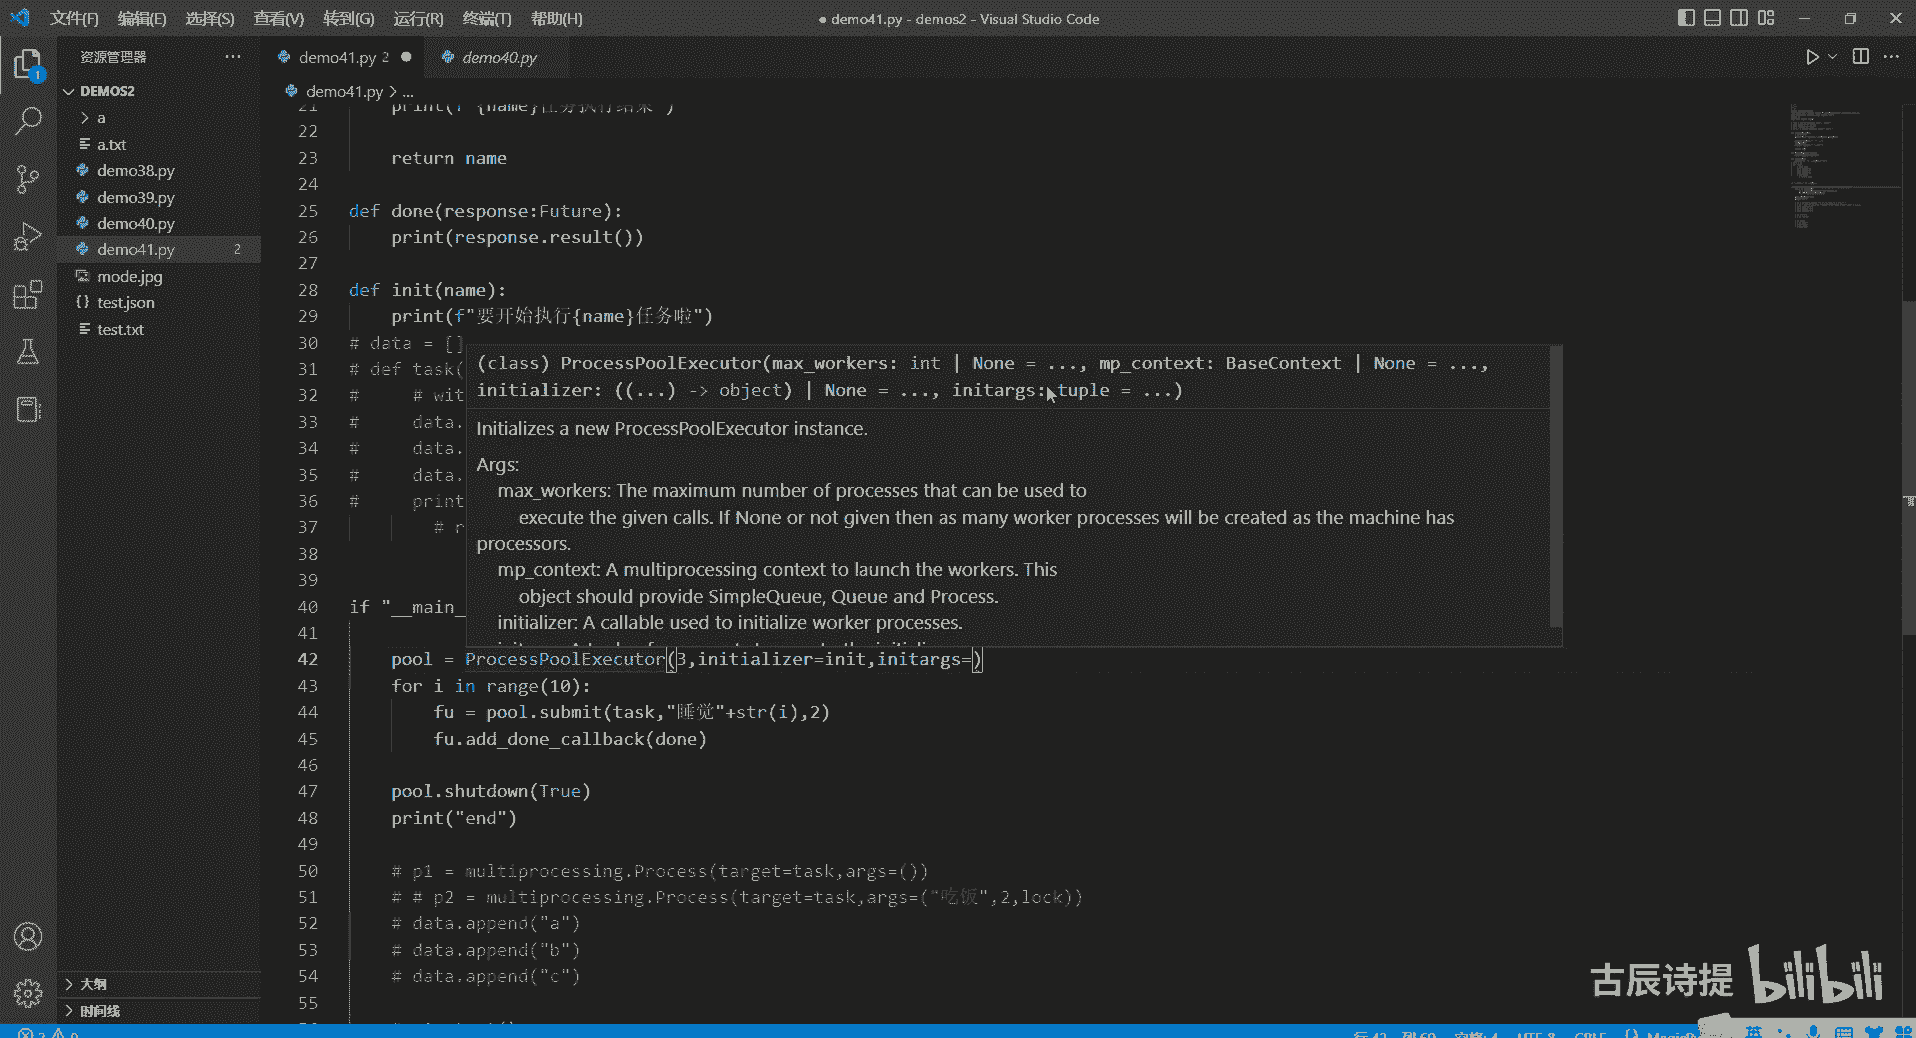 文件(F) 编辑(E) 选择(S) 查看(V) 转到(G) 运行(R) 终端(T) 帮助(H)
● demo41.py - demos2 - Visual Studio Code
资源管理器 ···
1
DEMOS2
a
a.txt
demo38.py
demo39.py
demo40.py
demo41.py 2
mode.jpg
{} test.json
test.txt
大纲
时间线
demo41.py 2 ●
demo40.py
demo41.py > ...
21 print(f"{name}任务执行结束")
22
23 return name
24
25 def done(response:Future):
26 print(response.result())
27
28 def init(name):
29 print(f"要开始执行{name}任务啦")
30 # data = []
31 # def task(
32 # # wit
33 # data.
34 # data.
35 # data.
36 # print
37 # r
38
39
40 if "__main_
41
42 pool = ProcessPoolExecutor(3,initializer=init,initargs=)
43 for i in range(10):
44 fu = pool.submit(task,"睡觉"+str(i),2)
45 fu.add_done_callback(done)
46
47 pool.shutdown(True)
48 print("end")
49
50 # p1 = multiprocessing.Process(target=task,args=())
51 # # p2 = multiprocessing.Process(target=task,args=("吃饭",2,lock))
52 # data.append("a")
53 # data.append("b")
54 # data.append("c")
55
(class) ProcessPoolExecutor(max_workers: int | None = ..., mp_context: BaseContext | None = ...,
initializer: ((...) -> object) | None = ..., initargs: tuple = ...)
Initializes a new ProcessPoolExecutor instance.
Args:
max_workers: The maximum number of processes that can be used to
execute the given calls. If None or not given then as many worker processes will be created as the machine has
processors.
mp_context: A multiprocessing context to launch the workers. This
object should provide SimpleQueue, Queue and Process.
initializer: A callable used to initialize worker processes.
古辰诗提 bilibili
英